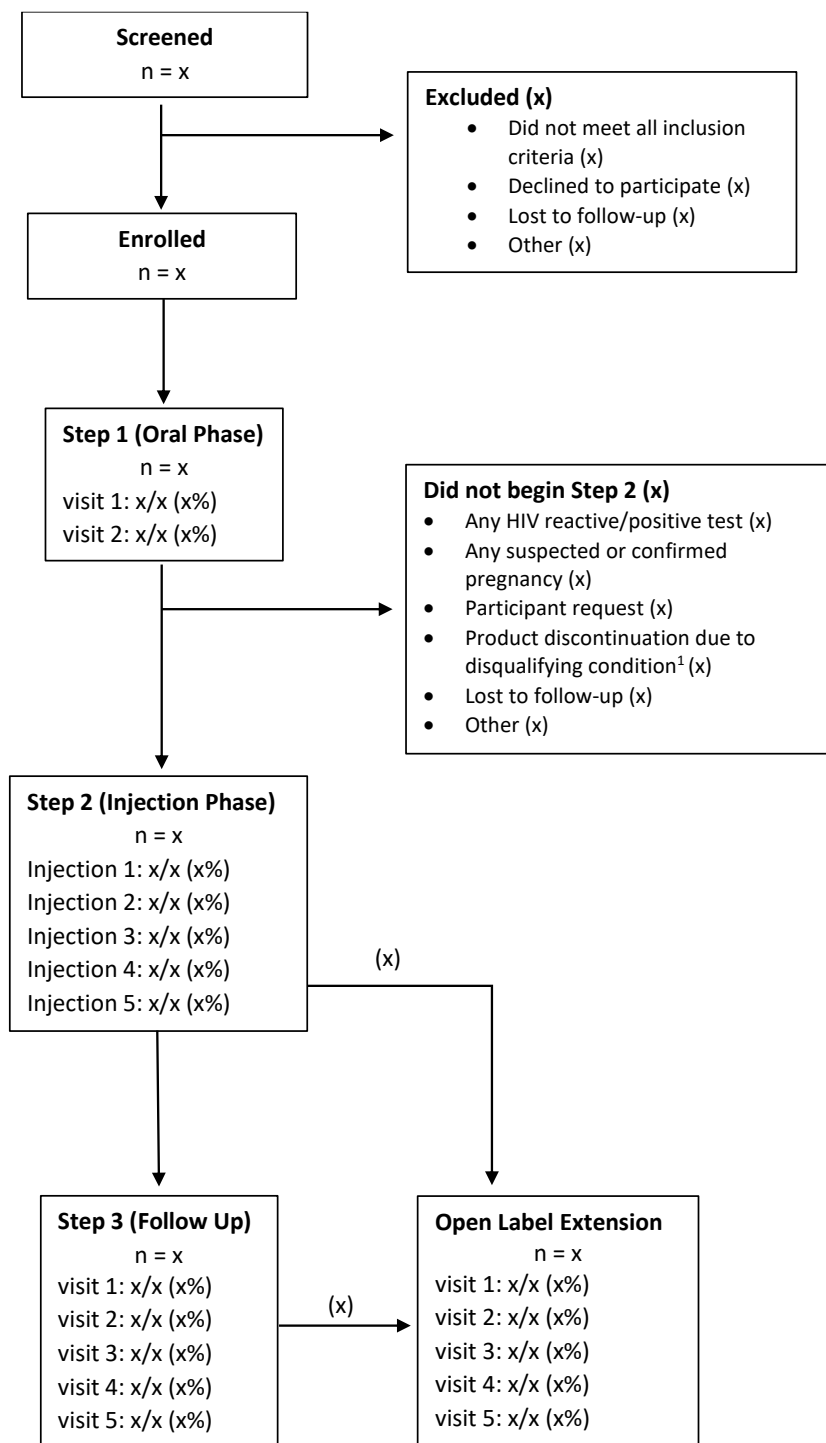 Screened
n = x
Excluded (x)
• Did not meet all inclusion
criteria (x)
• Declined to participate (x)
• Lost to follow-up (x)
• Other (x)
Enrolled
n = x
Step 1 (Oral Phase)
n = x
visit 1: x/x (x%)
visit 2: x/x (x%)
Did not begin Step 2 (x)
• Any HIV reactive/positive test (x)
• Any suspected or confirmed
pregnancy (x)
• Participant request (x)
• Product discontinuation due to
disqualifying condition¹ (x)
• Lost to follow-up (x)
• Other (x)
Step 2 (Injection Phase)
n = x
Injection 1: x/x (x%)
Injection 2: x/x (x%)
Injection 3: x/x (x%)
Injection 4: x/x (x%)
Injection 5: x/x (x%)
(x)
Step 3 (Follow Up)
n = x
visit 1: x/x (x%)
visit 2: x/x (x%)
visit 3: x/x (x%)
visit 4: x/x (x%)
visit 5: x/x (x%)
(x)
Open Label Extension
n = x
visit 1: x/x (x%)
visit 2: x/x (x%)
visit 3: x/x (x%)
visit 4: x/x (x%)
visit 5: x/x (x%)